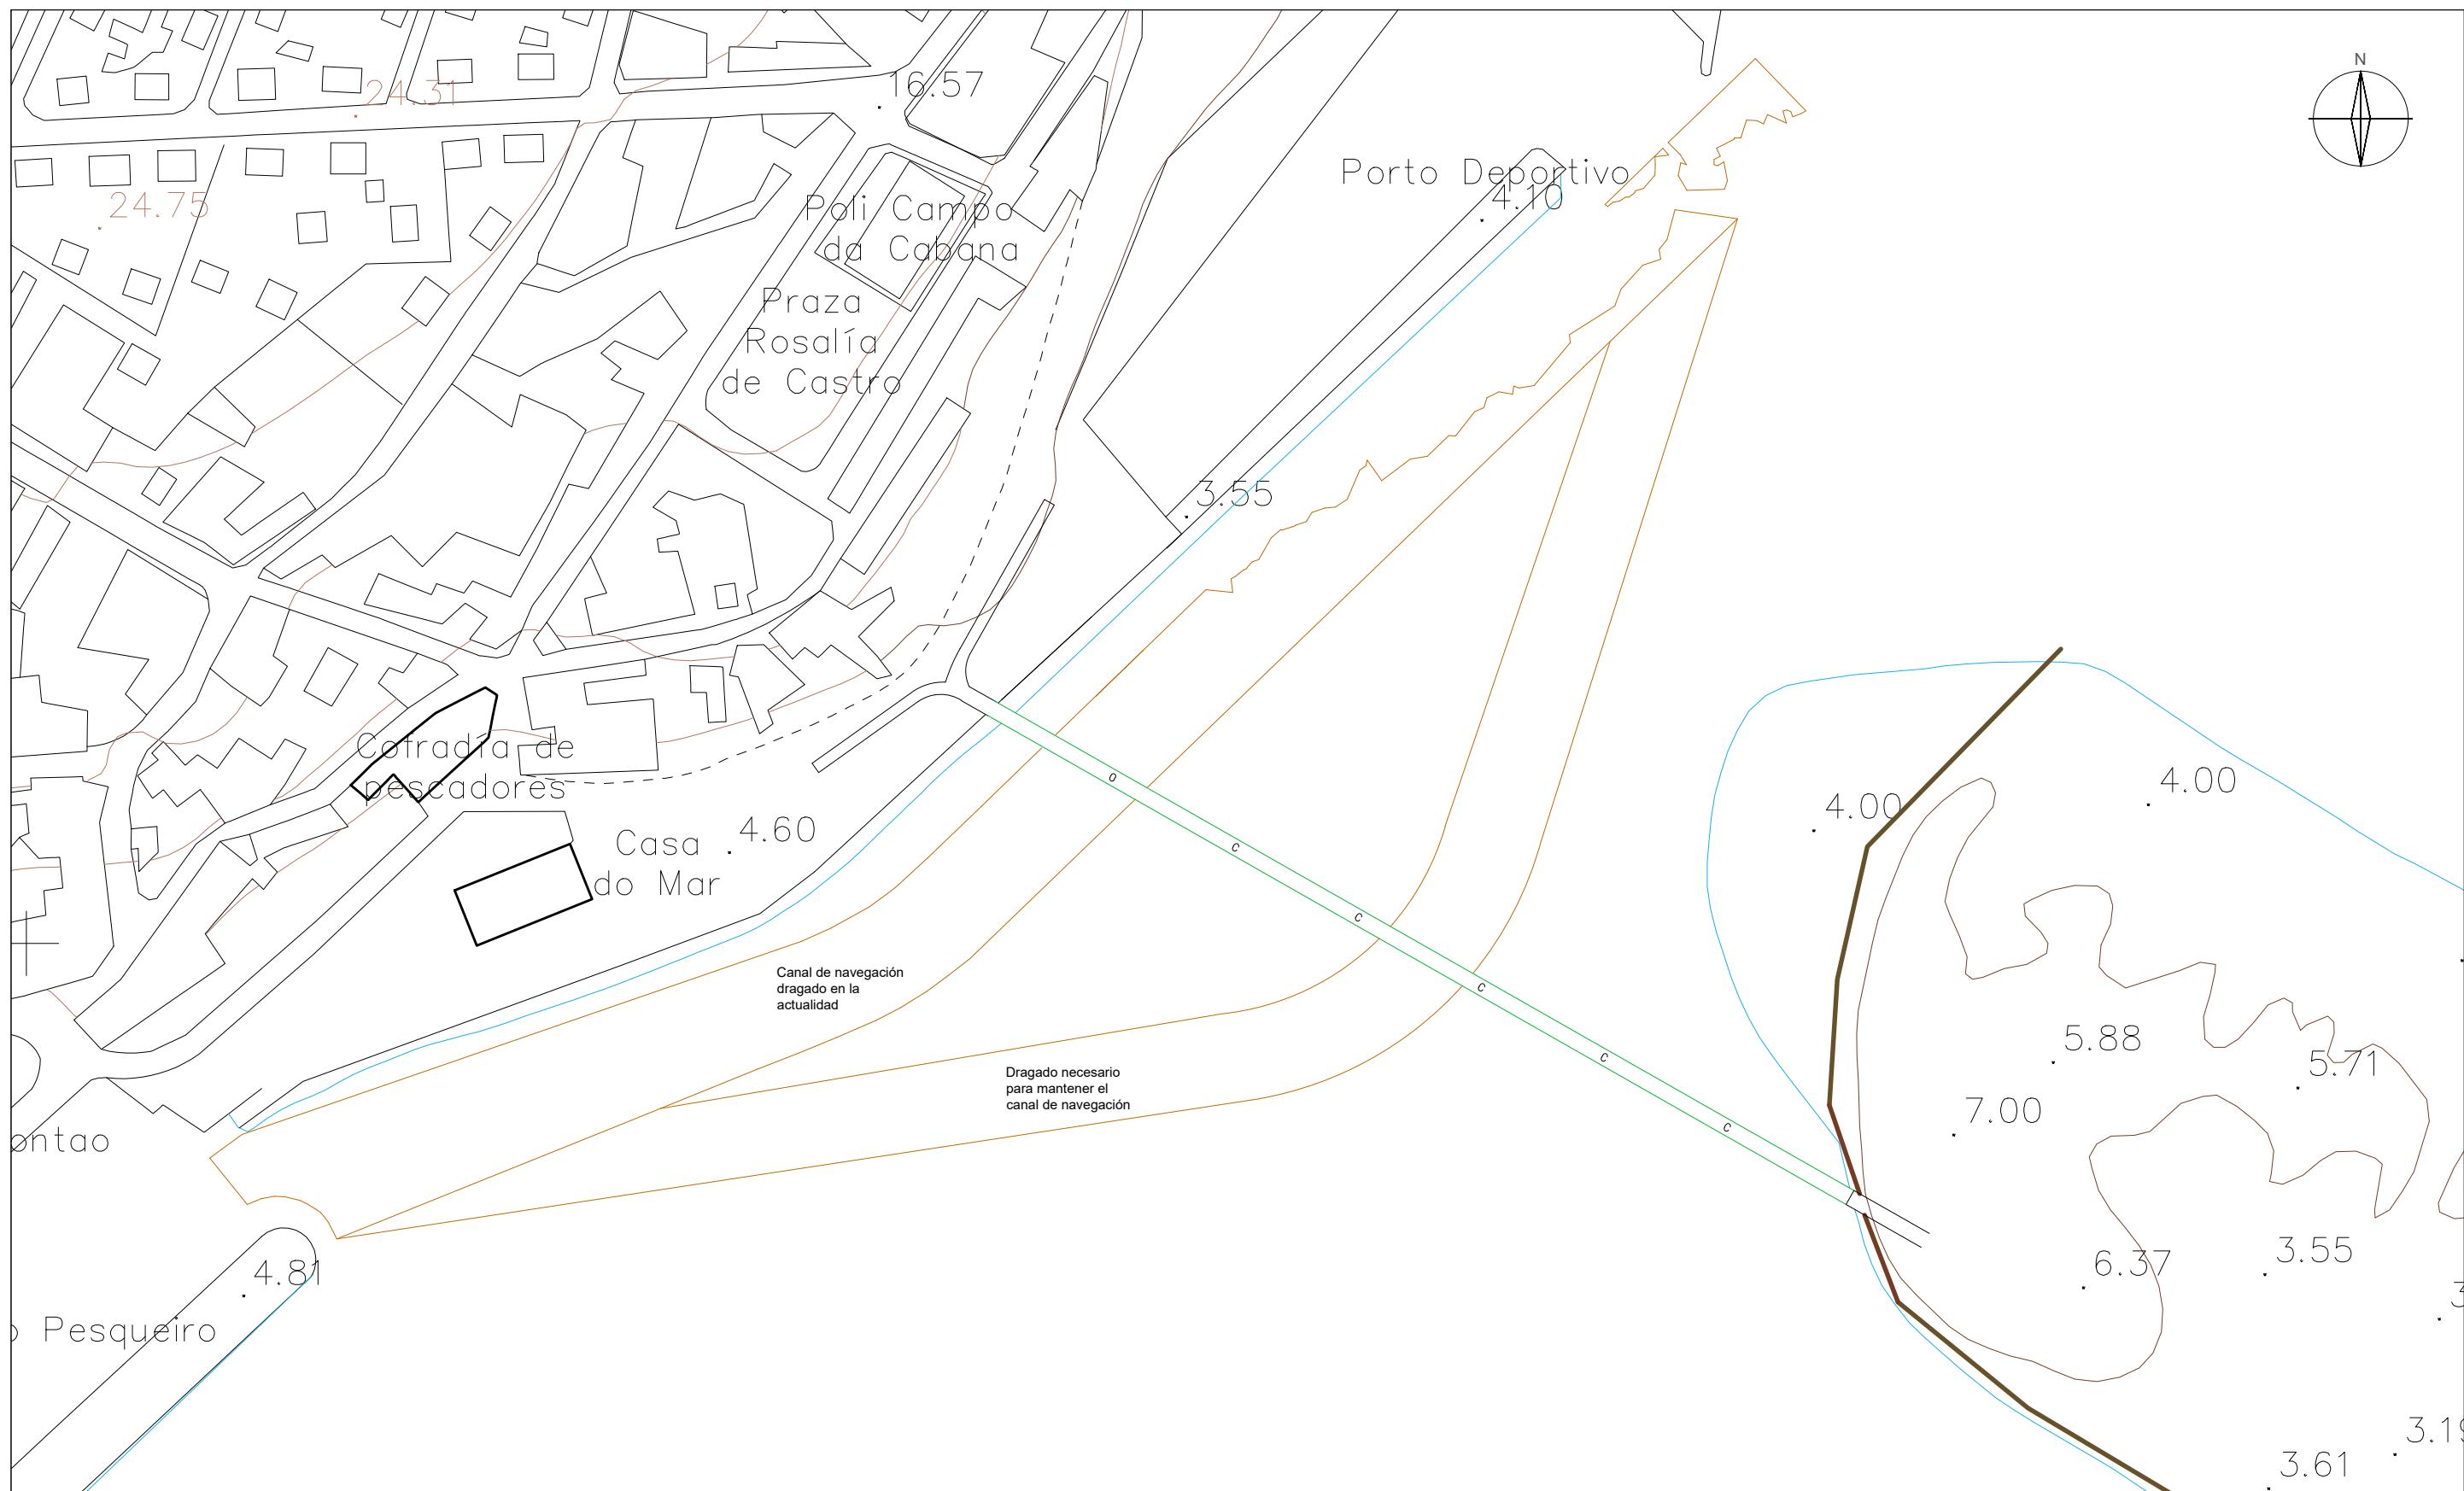 N
24.31
16.57
Porto Deportivo
4.10
24.75
Poli Campo
da Cabana
Praza
Rosalía
de Castro
3.55
Cofradía de
pescadores
4.00
4.00
Casa
do Mar
4.60
Canal de navegación
dragado en la
actualidad
Dragado necesario
para mantener el
canal de navegación
O
C
C
C
C
C
5.88
5.71
7.00
ontao
4.81
Pesqueiro
6.37
3.55
3.61
3.19